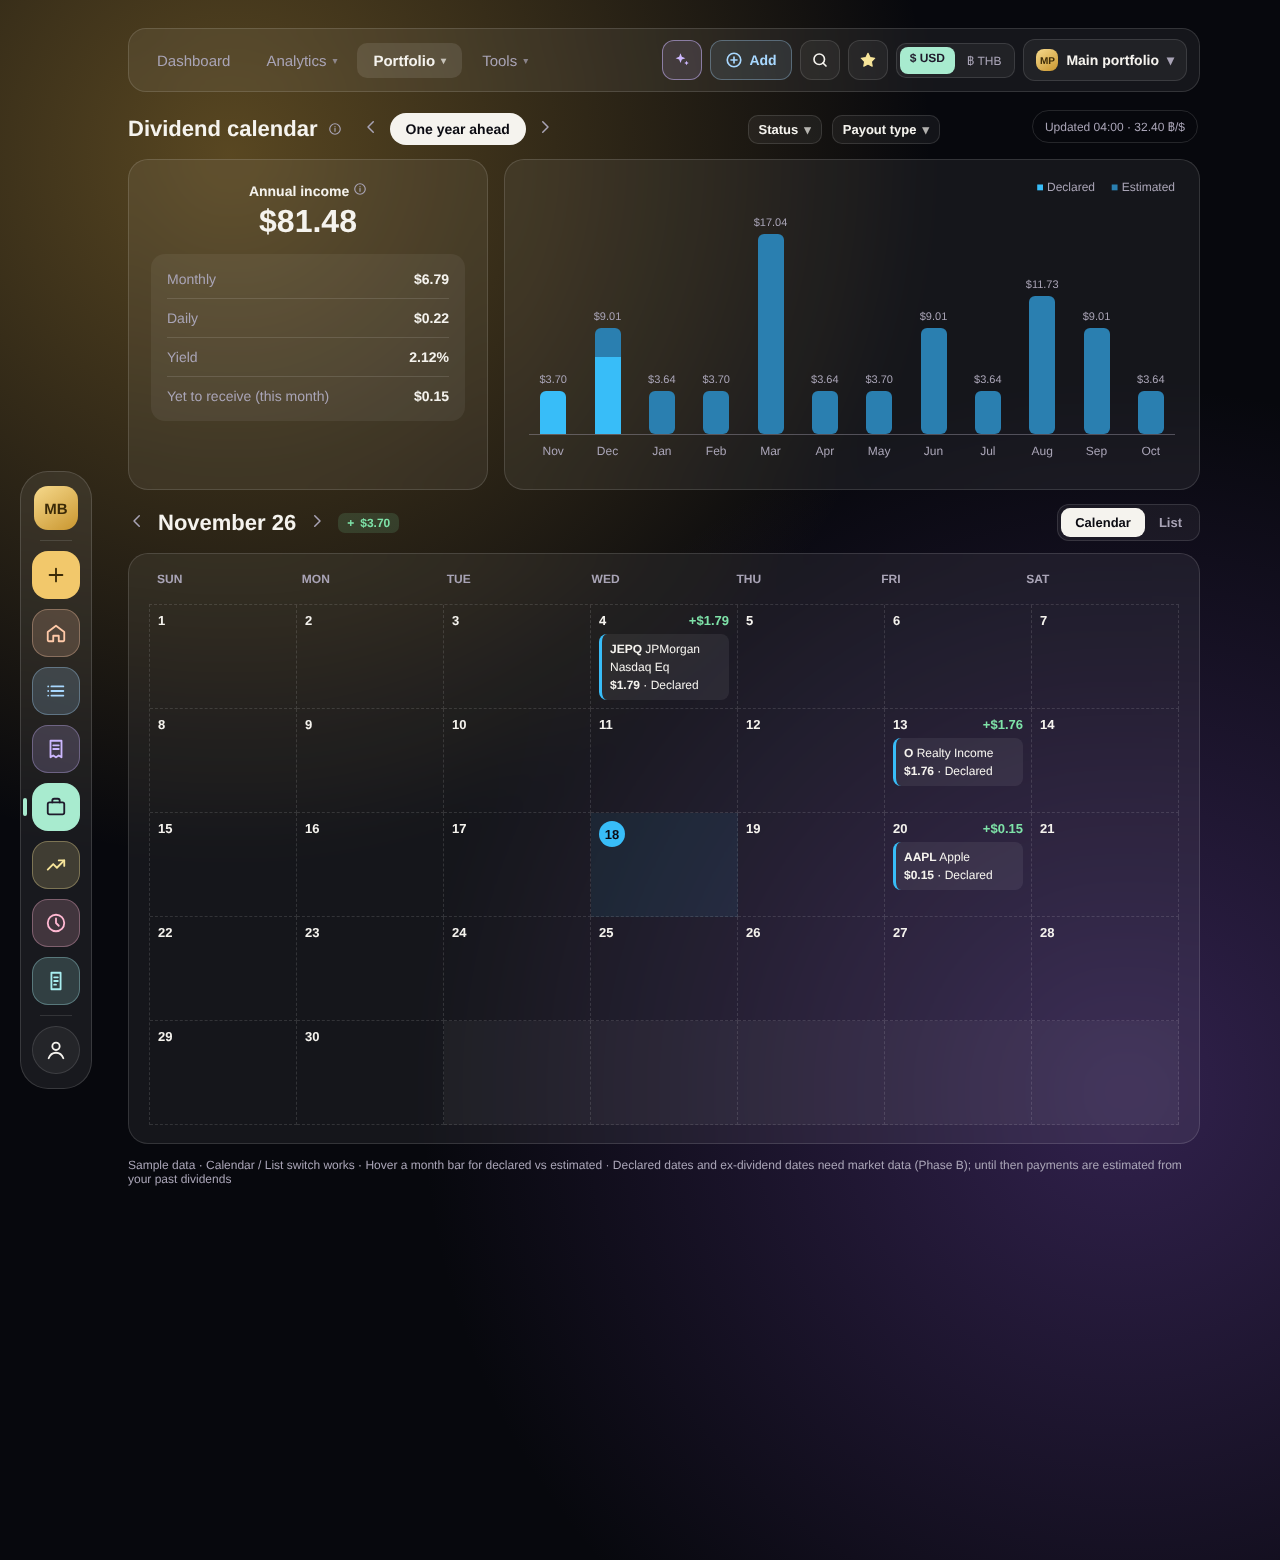 Dashboard Analytics ▾ Portfolio ▾ Tools ▾ Add $ USD ฿ THB MP Main portfolio ▾
Dividend calendar One year ahead Status ▾ Payout type ▾ Updated 04:00 · 32.40 ฿/$
Annual income
$81.48
Monthly $6.79
Daily $0.22
Yield 2.12%
Yet to receive (this month) $0.15
Declared Estimated
$17.04
$11.73
$9.01 $9.01 $9.01
$3.70 $3.64 $3.70 $3.64 $3.70 $3.64 $3.64
Nov Dec Jan Feb Mar Apr May Jun Jul Aug Sep Oct
MB
November 26 + $3.70 Calendar List
SUN MON TUE WED THU FRI SAT
1 2 3 4 +$1.79 5 6 7
JEPQ JPMorgan
Nasdaq Eq
$1.79 · Declared
8 9 10 11 12 13 +$1.76 14
O Realty Income
$1.76 · Declared
15 16 17 18 19 20 +$0.15 21
AAPL Apple
$0.15 · Declared
22 23 24 25 26 27 28
29 30
Sample data · Calendar / List switch works · Hover a month bar for declared vs estimated · Declared dates and ex-dividend dates need market data (Phase B); until then payments are estimated from
your past dividends